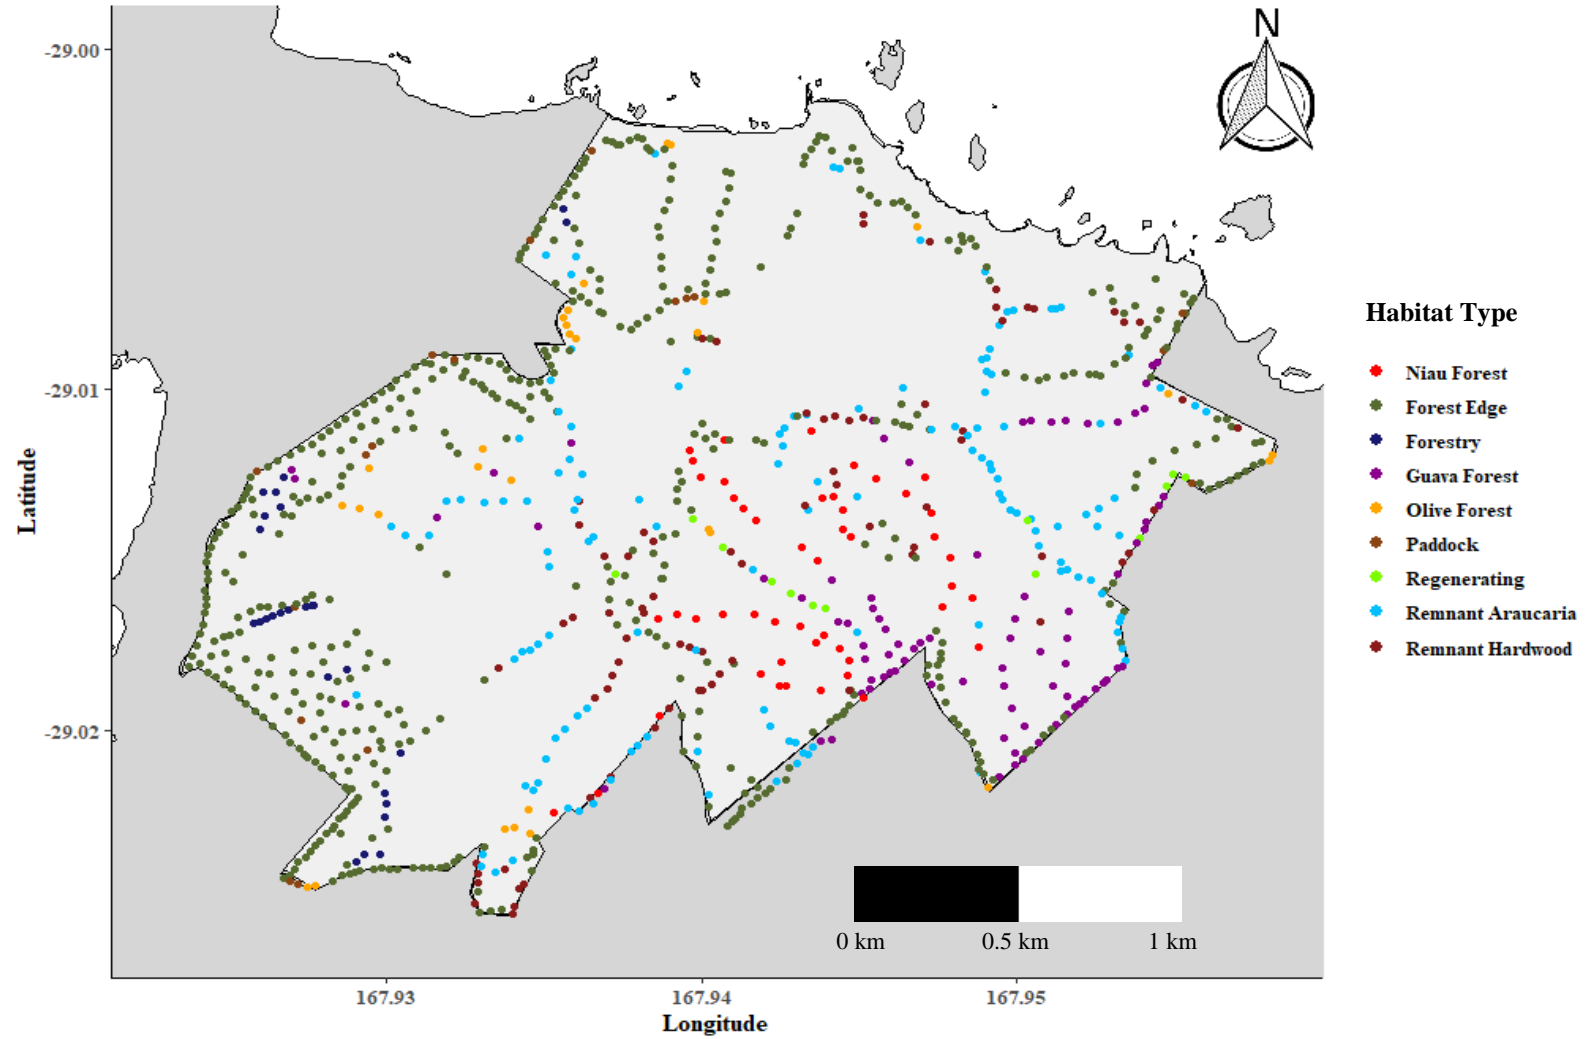 N
-29.00
-29.01
-29.02
Latitude
167.93
167.94
167.95
Longitude
0 km
0.5 km
1 km
Habitat Type
Niau Forest
Forest Edge
Forestry
Guava Forest
Olive Forest
Paddock
Regenerating
Remnant Araucaria
Remnant Hardwood